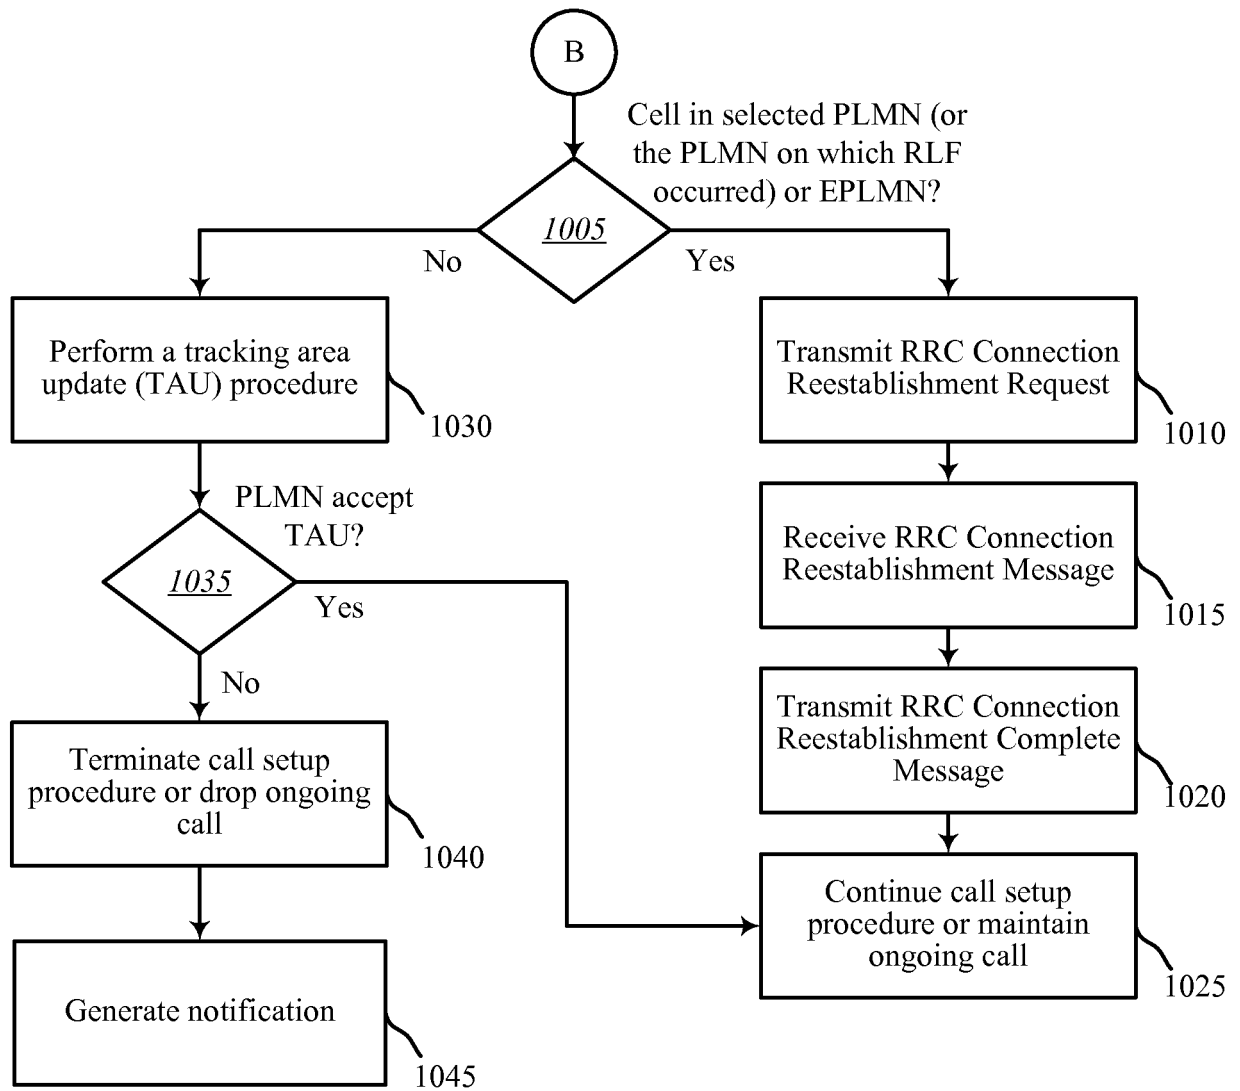 B
Cell in selected PLMN (or
the PLMN on which RLF
occurred) or EPLMN?
1005
No
Yes
Perform a tracking area
update (TAU) procedure
1030
Transmit RRC Connection
Reestablishment Request
1010
PLMN accept
TAU?
1035
Yes
No
Receive RRC Connection
Reestablishment Message
1015
Terminate call setup
procedure or drop ongoing
call
1040
Transmit RRC Connection
Reestablishment Complete
Message
1020
Generate notification
1045
Continue call setup
procedure or maintain
ongoing call
1025